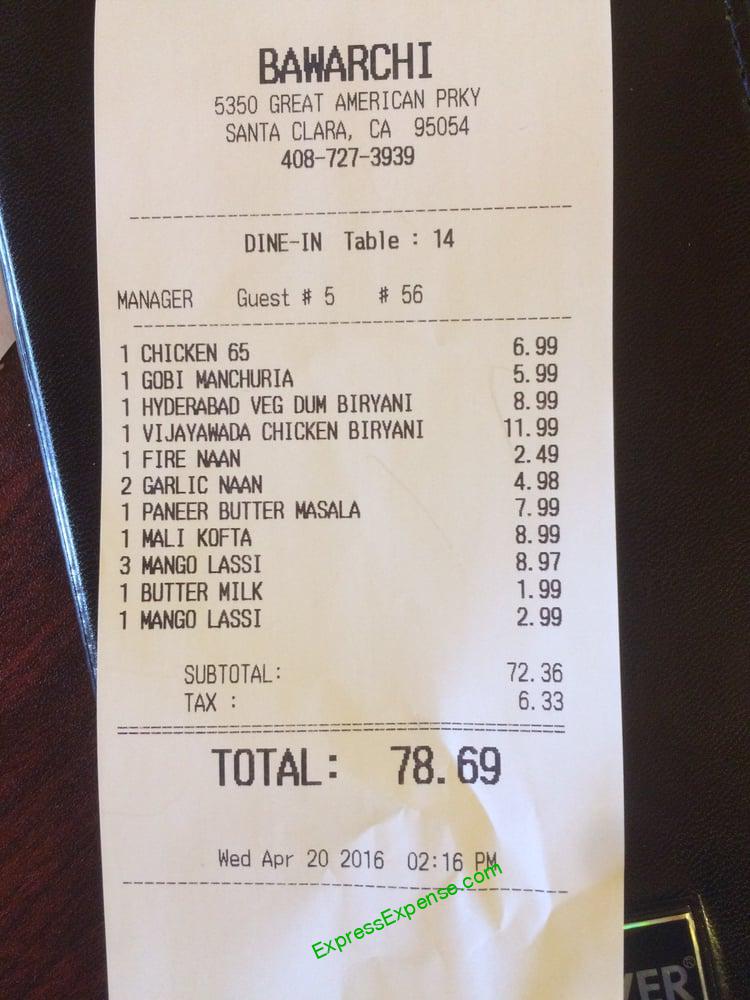 BAWARCHI
5350 GREAT AMERICAN PRKY
SANTA CLARA, CA 95054
408-727-3939
DINE-IN Table : 14
MANAGER Guest # 5 # 56
1 CHICKEN 65 6.99
1 GOBI MANCHURIA 5.99
1 HYDERABAD VEG DUM BIRYANI 8.99
1 VIJAYAWADA CHICKEN BIRYANI 11.99
1 FIRE NAAN 2.49
2 GARLIC NAAN 4.98
1 PANEER BUTTER MASALA 7.99
1 MALI KOFTA 8.99
3 MANGO LASSI 8.97
1 BUTTER MILK 1.99
1 MANGO LASSI 2.99
SUBTOTAL: 72.36
TAX : 6.33
TOTAL: 78.69
Wed Apr 20 2016 02:16 PM
ExpressExpense.com